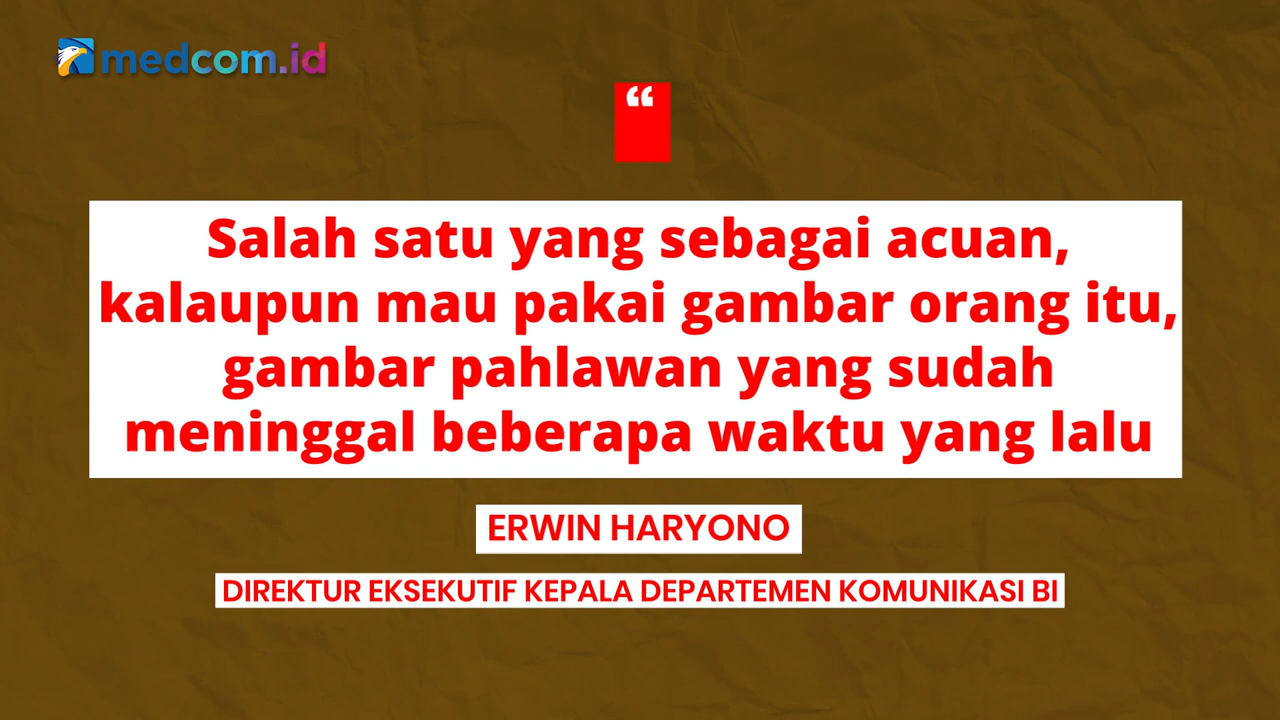 medcom.id
“
Salah satu yang sebagai acuan,
kalaupun mau pakai gambar orang itu,
gambar pahlawan yang sudah
meninggal beberapa waktu yang lalu
ERWIN HARYONO
DIREKTUR EKSEKUTIF KEPALA DEPARTEMEN KOMUNIKASI BI